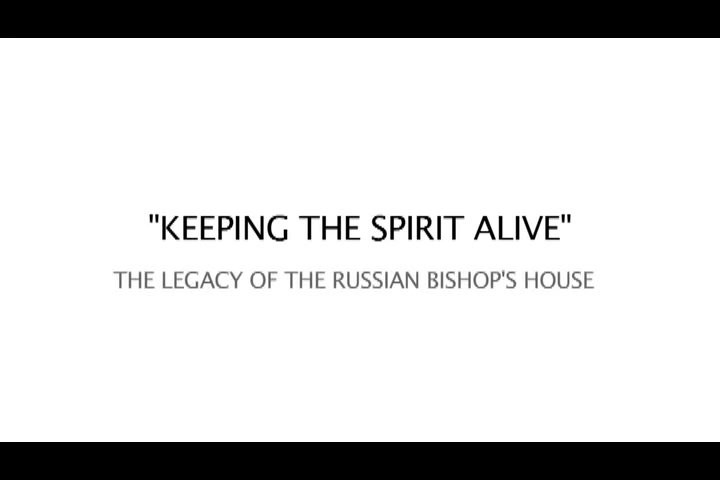 "KEEPING THE SPIRIT ALIVE"
THE LEGACY OF THE RUSSIAN BISHOP'S HOUSE